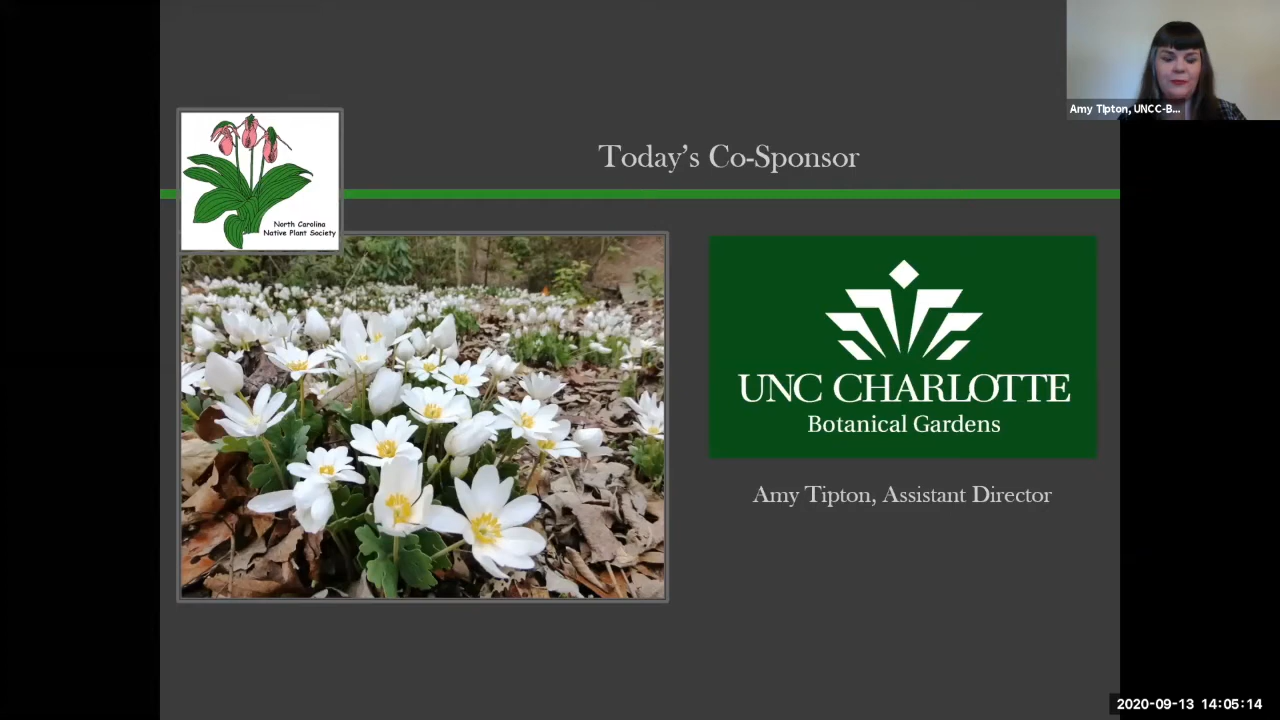 Amy Tipton, UNCC-B...
Today's Co-Sponsor
North Carolina
Native Plant Society
UNC CHARLOTTE
Botanical Gardens
Amy Tipton, Assistant Director
2020-09-13 14:05:14